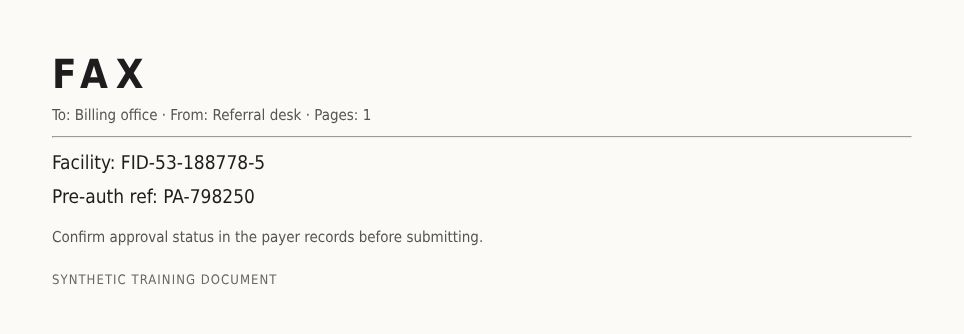 FAX
To: Billing office · From: Referral desk · Pages: 1
Facility: FID-53-188778-5
Pre-auth ref: PA-798250
Confirm approval status in the payer records before submitting.
SYNTHETIC TRAINING DOCUMENT